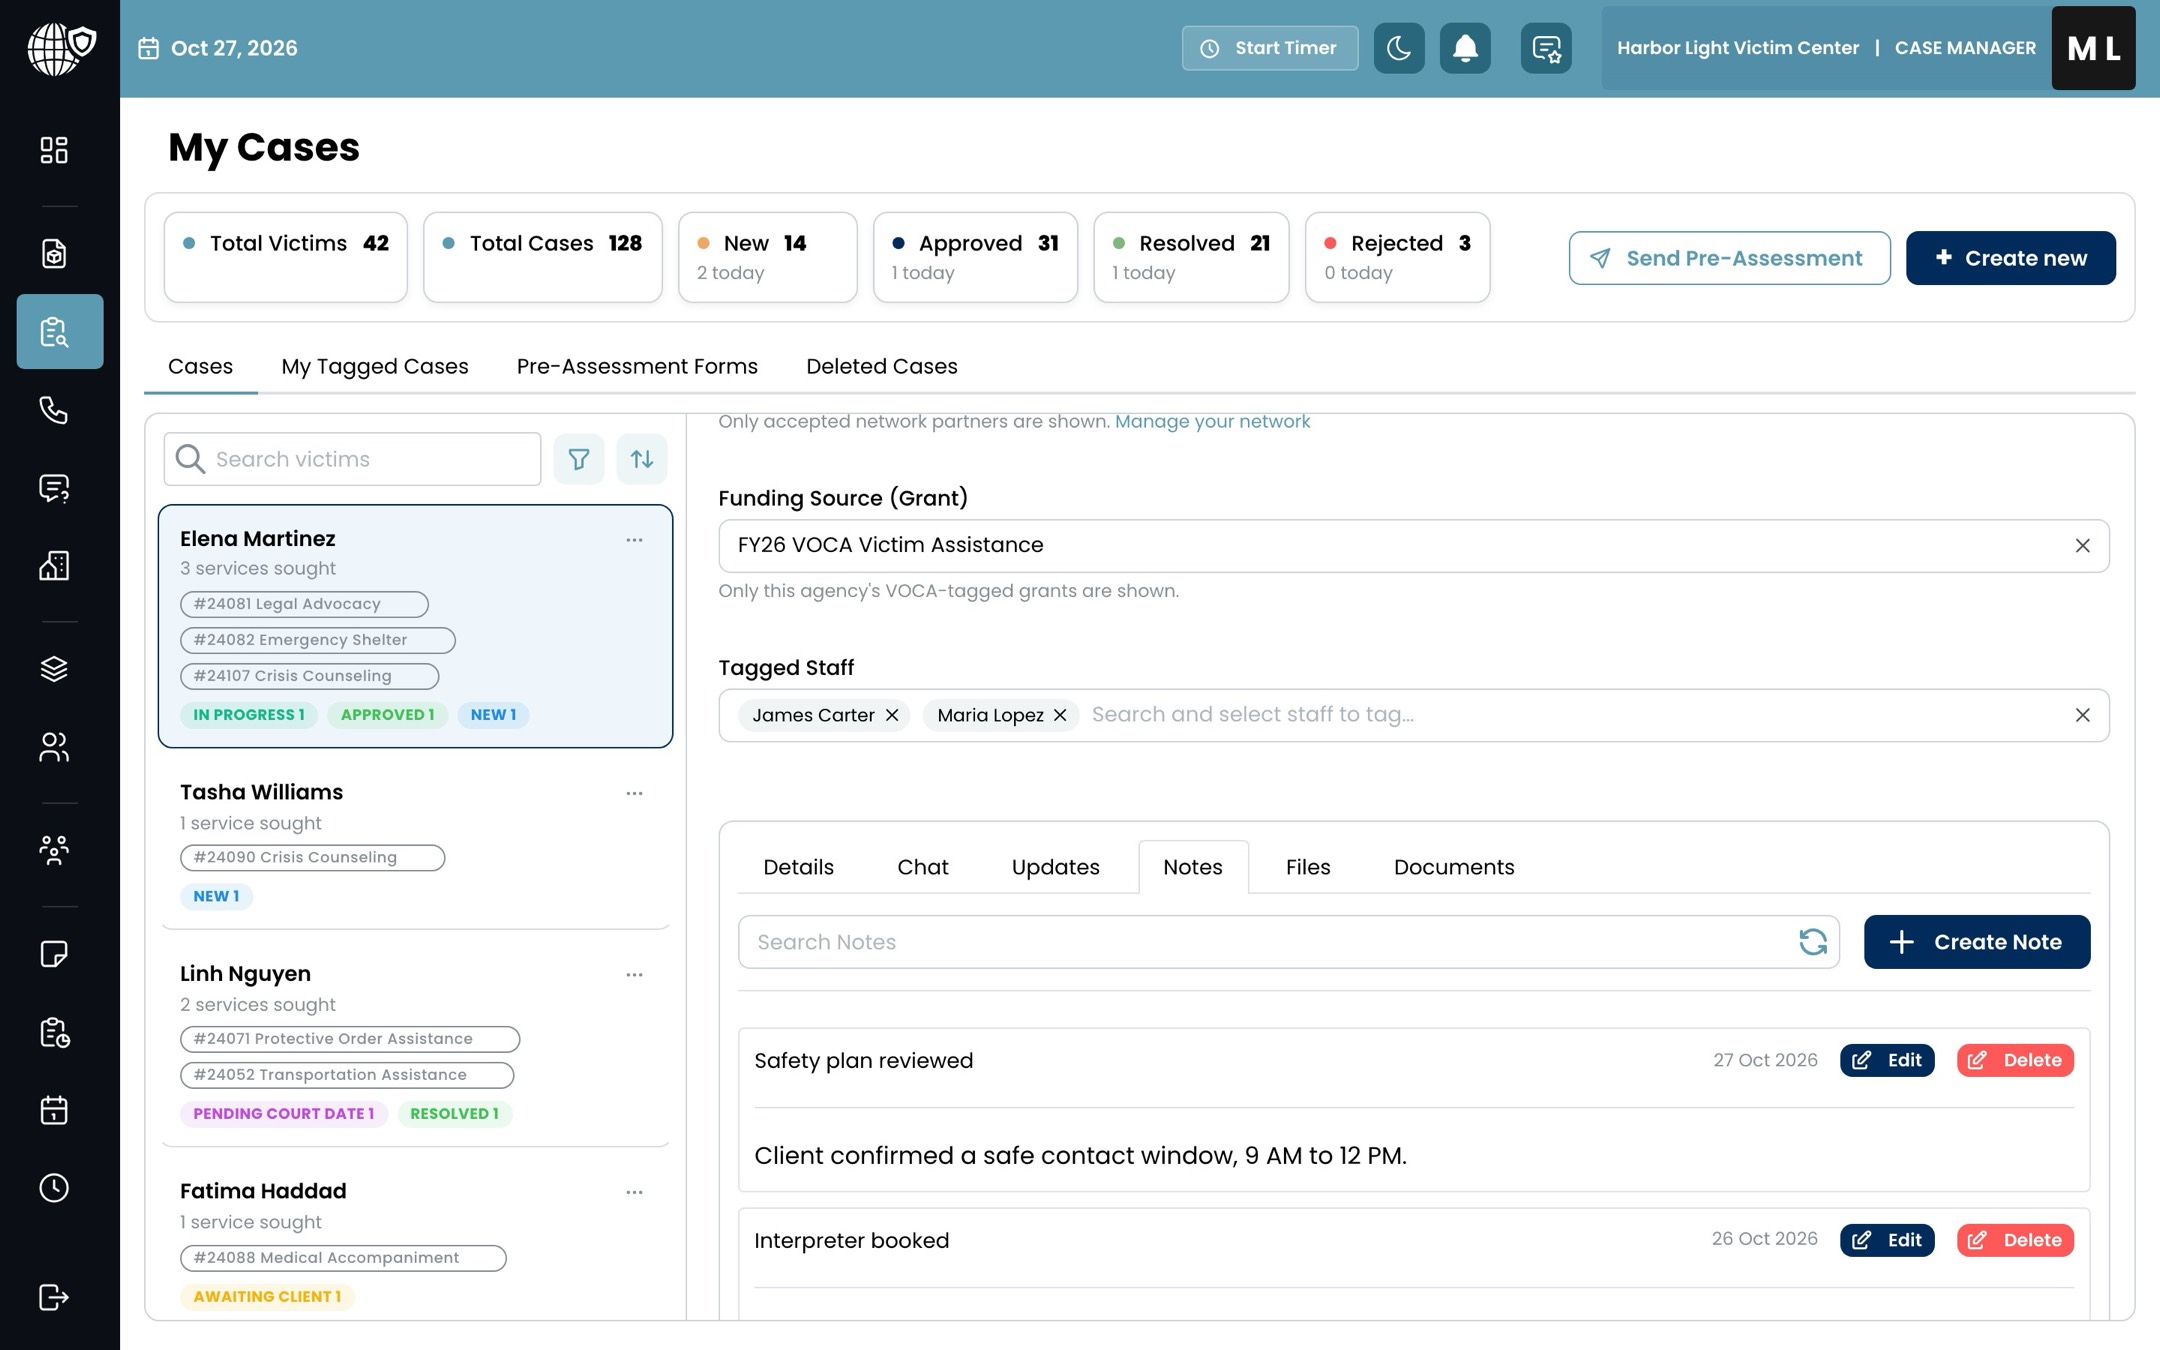 Oct 27, 2026
Start Timer
Harbor Light Victim Center | CASE MANAGER
M L
My Cases
Total Victims 42
Total Cases 128
New 14
2 today
Approved 31
1 today
Resolved 21
1 today
Rejected 3
0 today
Send Pre-Assessment
+ Create new
Cases
My Tagged Cases
Pre-Assessment Forms
Deleted Cases
Search victims
Elena Martinez
3 services sought
#24081 Legal Advocacy
#24082 Emergency Shelter
#24107 Crisis Counseling
IN PROGRESS 1
APPROVED 1
NEW 1
Tasha Williams
1 service sought
#24090 Crisis Counseling
NEW 1
Linh Nguyen
2 services sought
#24071 Protective Order Assistance
#24052 Transportation Assistance
PENDING COURT DATE 1
RESOLVED 1
Fatima Haddad
1 service sought
#24088 Medical Accompaniment
AWAITING CLIENT 1
Only accepted network partners are shown. Manage your network
Funding Source (Grant)
FY26 VOCA Victim Assistance
Only this agency's VOCA-tagged grants are shown.
Tagged Staff
James Carter
Maria Lopez
Search and select staff to tag...
Details
Chat
Updates
Notes
Files
Documents
Search Notes
+ Create Note
Safety plan reviewed
27 Oct 2026
Edit
Delete
Client confirmed a safe contact window, 9 AM to 12 PM.
Interpreter booked
26 Oct 2026
Edit
Delete